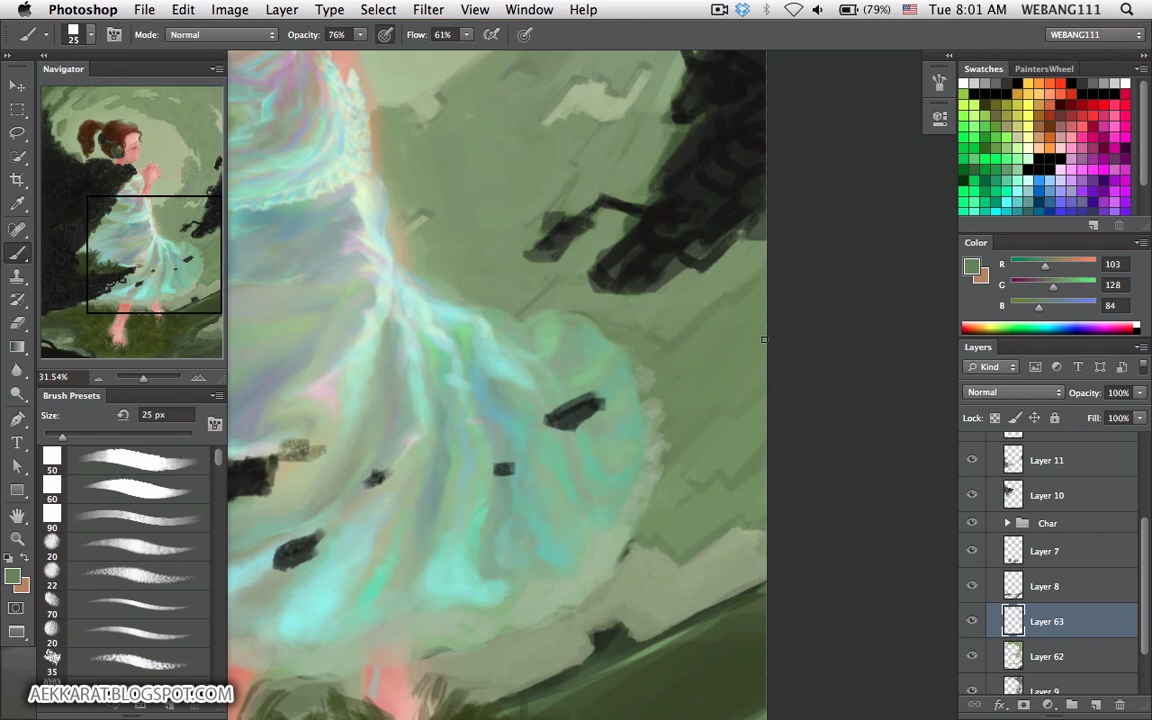 Photoshop File Edit Image Layer Type Select Filter View Window Help (79%) Tue 8:01 AM WEBANG111
25 Mode: Normal Opacity: 76% Flow: 61% WEBANG111
Navigator
31.54%
Brush Presets
Size: 25 px
50
60
90
20
22
70
20
35
AEKKARAT.BLOGSPOT.COM
Swatches PaintersWheel
Color
R 103
G 128
B 84
Layers
Kind
Normal Opacity: 100%
Lock: Fill: 100%
Layer 11
Layer 10
Char
Layer 7
Layer 8
Layer 63
Layer 62
Layer 9